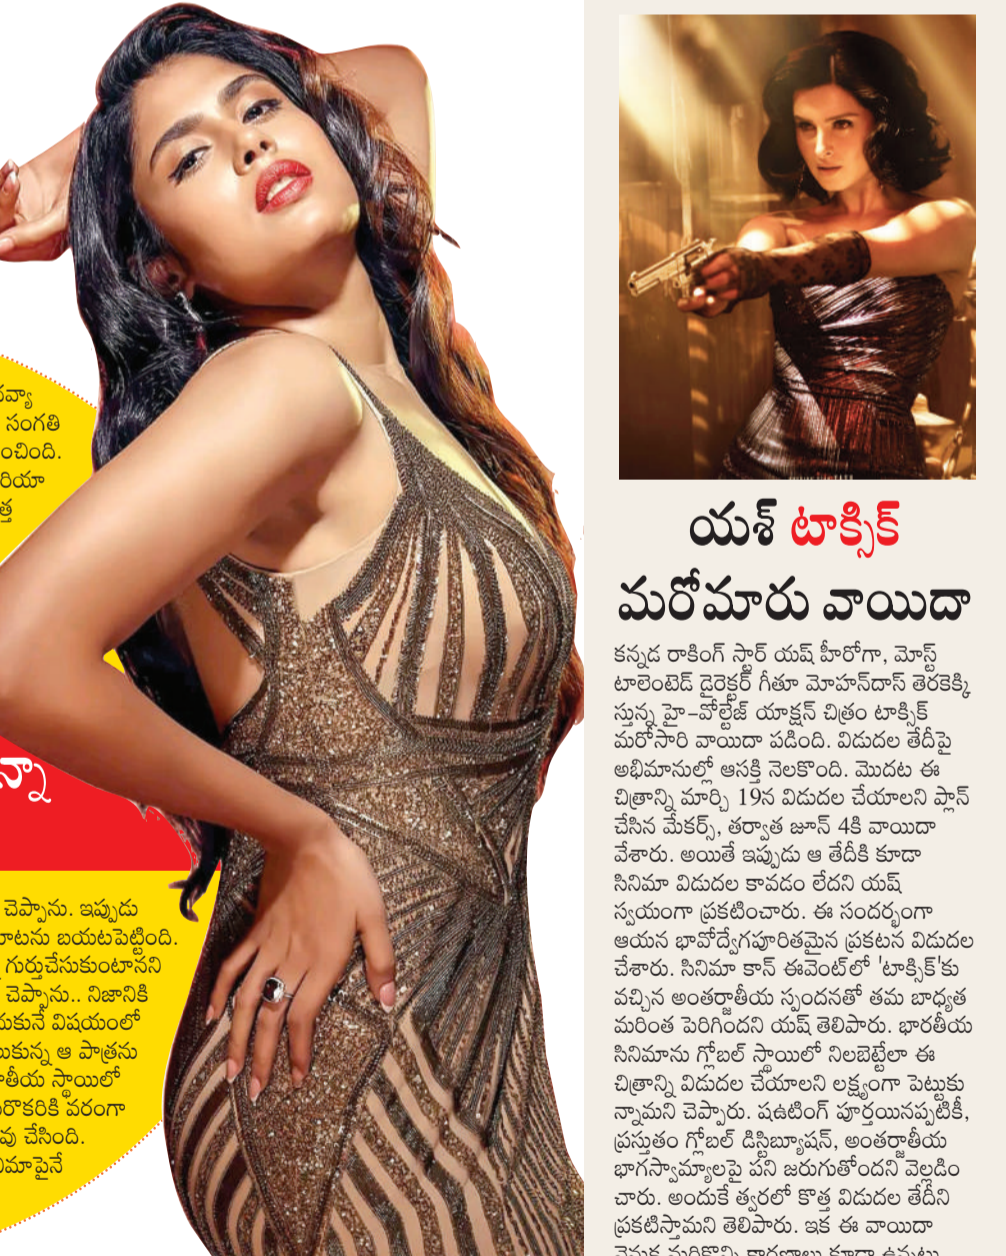 సంగతి
చెప్పాను. ఇప్పుడు
బయటపెట్టింది.
గుర్తుచేసుకుంటానని
చెప్పాను.. నిజానికి
విషయంలో
ఆ పాత్రను
స్థాయిలో
వరంగా
చేసింది.
యశ్ టాక్సిక్
మరోమారు వాయిదా
కన్నడ రాకింగ్ స్టార్ యష్ హీరోగా, మోస్ట్
టాలెంటెడ్ డైరెక్టర్ గీతూ మోహన్‌దాస్ తెరకెక్కి
స్తున్న హై-వోల్టేజ్ యాక్షన్ చిత్రం టాక్సిక్
మరోసారి వాయిదా పడింది. విడుదల తేదీపై
అభిమానుల్లో ఆసక్తి నెలకొంది. మొదట ఈ
చిత్రాన్ని మార్చి 19న విడుదల చేయాలని ప్లాన్
చేసిన మేకర్స్, తర్వాత జూన్ 4కి వాయిదా
వేశారు. అయితే ఇప్పుడు ఆ తేదీకి కూడా
సినిమా విడుదల కావడం లేదని యష్
స్వయంగా ప్రకటించారు. ఈ సందర్భంగా
ఆయన భావోద్వేగపూరితమైన ప్రకటన విడుదల
చేశారు. సినిమా కాన్ ఈవెంట్‌లో 'టాక్సిక్'కు
వచ్చిన అంతర్జాతీయ స్పందనతో తమ బాధ్యత
మరింత పెరిగిందని యష్ తెలిపారు. భారతీయ
సినిమాను గ్లోబల్ స్థాయిలో నిలబెట్టేలా ఈ
చిత్రాన్ని విడుదల చేయాలని లక్ష్యంగా పెట్టుకు
న్నామని చెప్పారు. షఉటింగ్ పూర్తయినప్పటికీ,
ప్రస్తుతం గ్లోబల్ డిస్టిబ్యూషన్, అంతర్జాతీయ
భాగస్వామ్యాలపై పని జరుగుతోందని వెల్లడిం
చారు. అందుకే త్వరలో కొత్త విడుదల తేదీని
ప్రకటిస్తామని తెలిపారు. ఇక ఈ వాయిదా